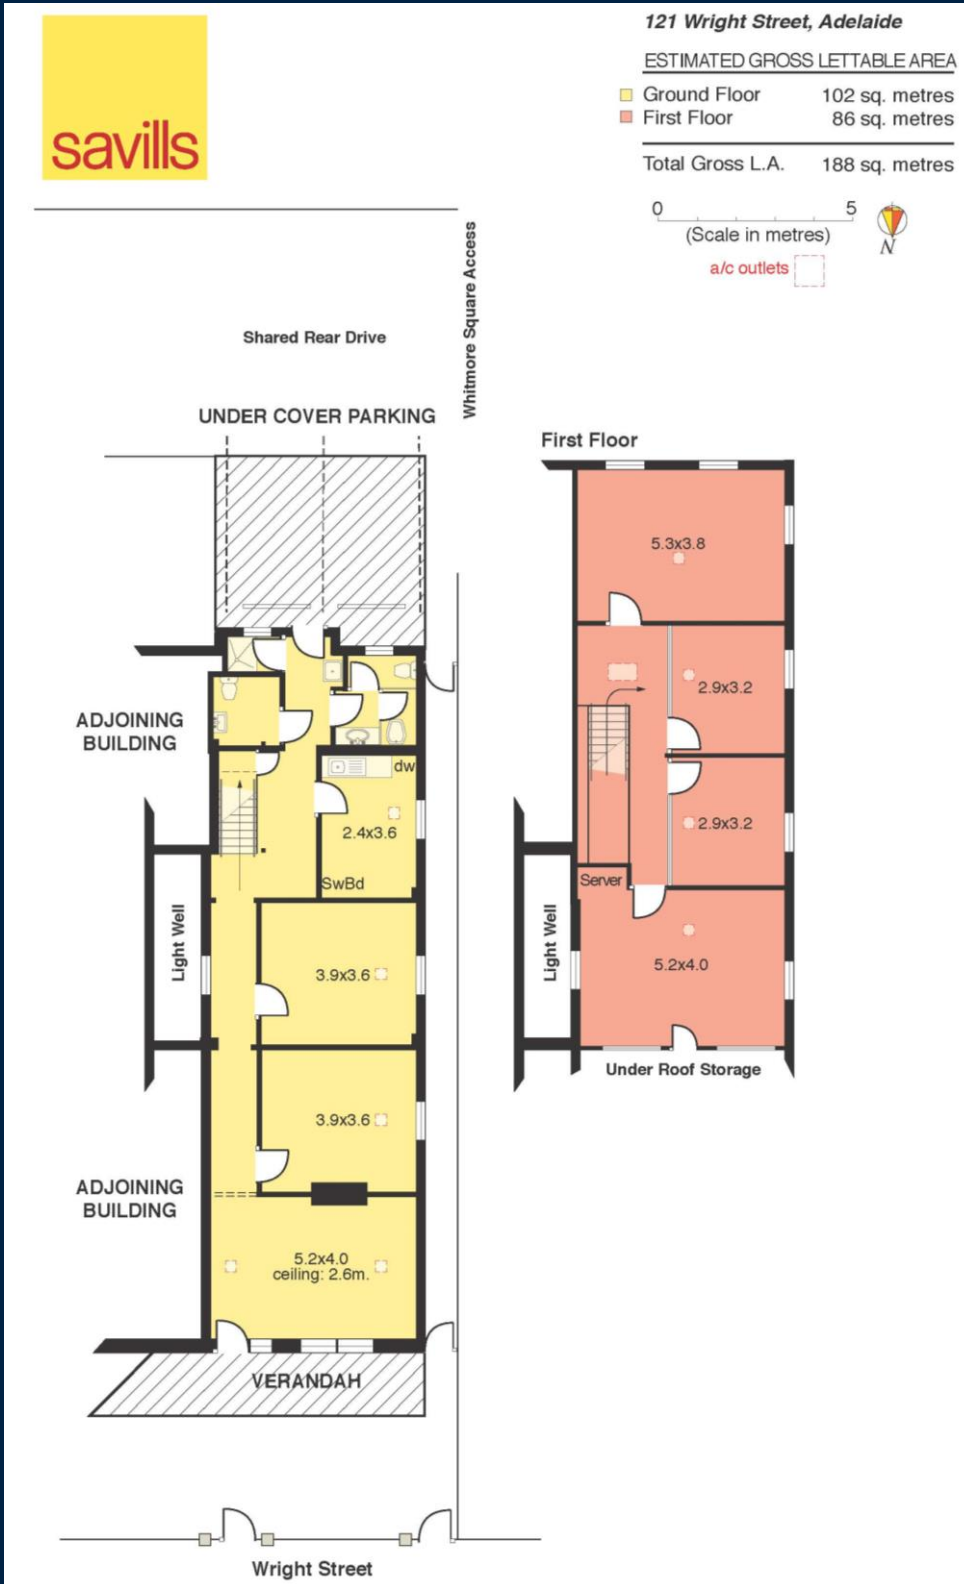 savills
121 Wright Street, Adelaide
ESTIMATED GROSS LETTABLE AREA
Ground Floor 102 sq. metres
First Floor 86 sq. metres
Total Gross L.A. 188 sq. metres
0 5
(Scale in metres)
N
a/c outlets
Whitmore Square Access
Shared Rear Drive
UNDER COVER PARKING
ADJOINING
BUILDING
dw
2.4x3.6
SwBd
Light Well
3.9x3.6
3.9x3.6
ADJOINING
BUILDING
5.2x4.0
ceiling: 2.6m.
VERANDAH
Wright Street
First Floor
5.3x3.8
2.9x3.2
2.9x3.2
Server
Light Well
5.2x4.0
Under Roof Storage